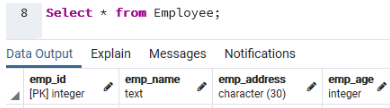 8 Select * from Employee;
Data Output Explain Messages Notifications
emp_id emp_name emp_address emp_age
[PK] integer text character (30) integer